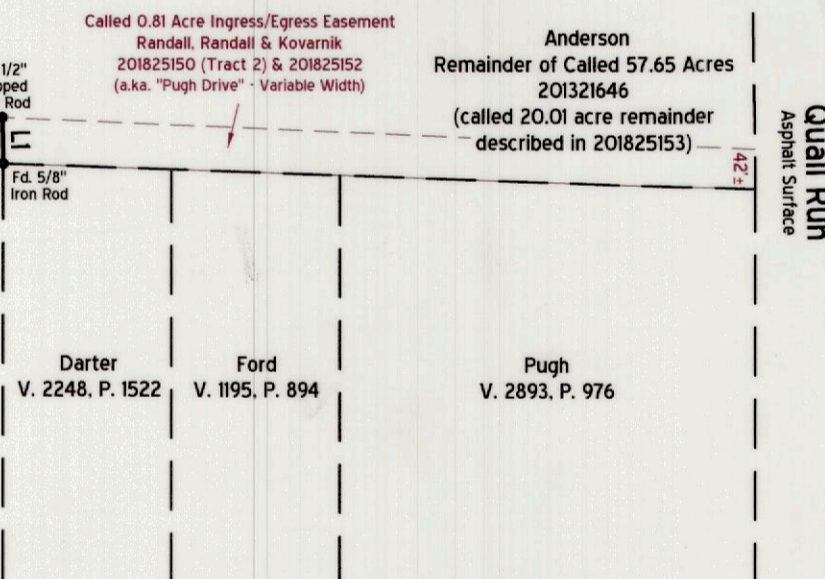 Called 0.81 Acre Ingress/Egress Easement
Randall, Randall & Kovarnik
201825150 (Tract 2) & 201825152
(a.k.a. "Pugh Drive" - Variable Width)
Anderson
Remainder of Called 57.65 Acres
201321646
(called 20.01 acre remainder
described in 201825153)
1/2"
Rod
L1
Fd. 5/8"
Iron Rod
42'±
Quail Run
Asphalt Surface
Darter
V. 2248, P. 1522
Ford
V. 1195, P. 894
Pugh
V. 2893, P. 976